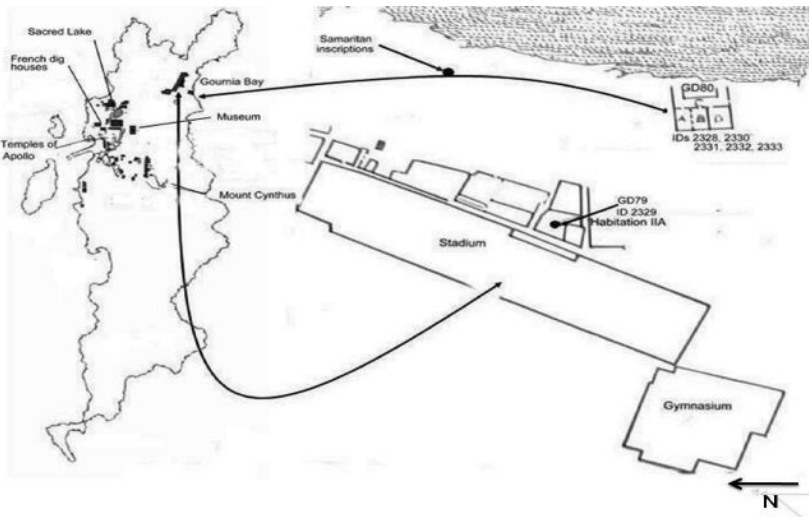 Sacred Lake
French dig
houses
Gournia Bay
Museum
Temples of
Apollo
Mount Cynthus
Samaritan
inscriptions
GD80
A B D
IDs 2328, 2330
2331, 2332, 2333
GD79
ID 2329
Habitation IIA
Stadium
Gymnasium
N